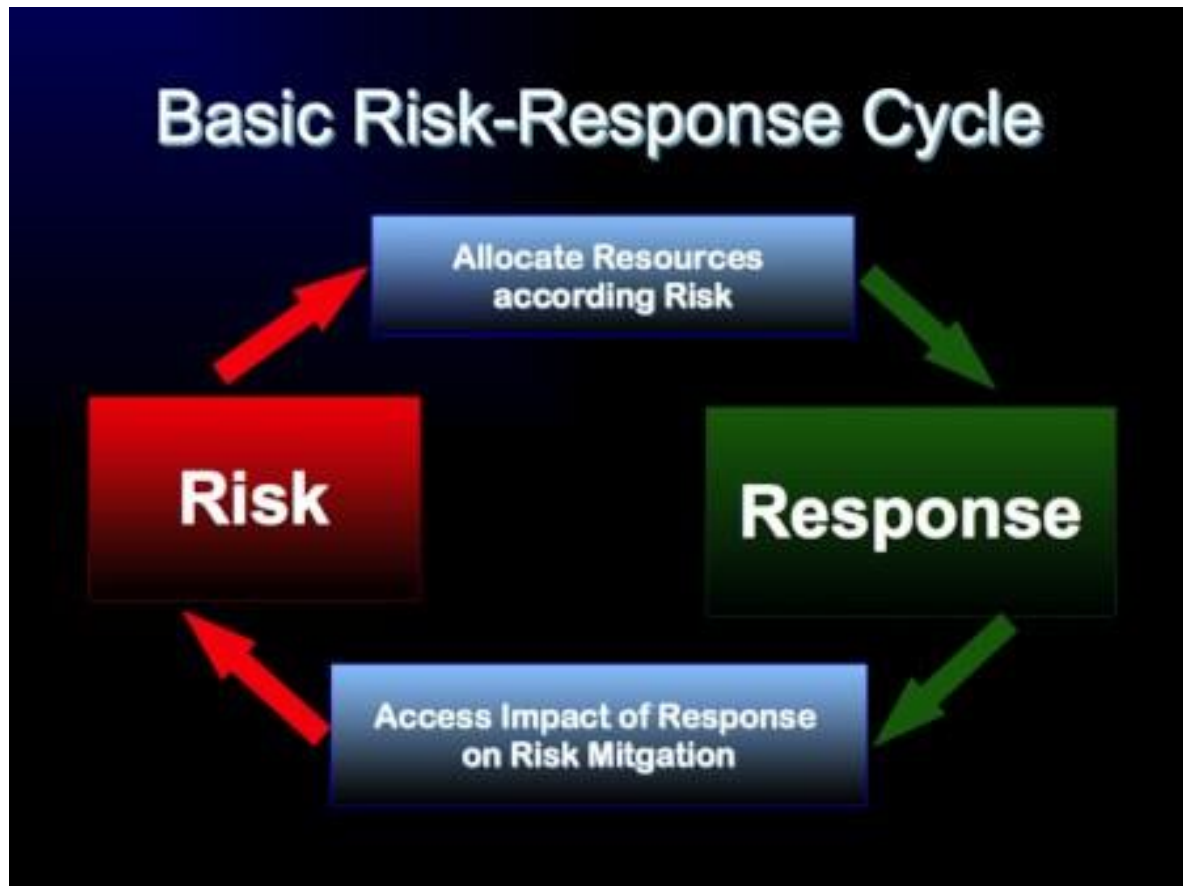 Basic Risk-Response Cycle
Allocate Resources
according Risk
Risk
Response
Access Impact of Response
on Risk Mitgation